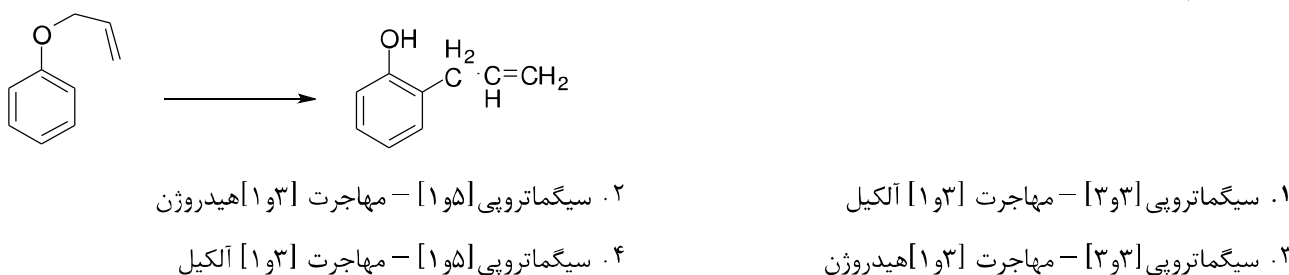 O
OH
H₂
C
C=CH₂
H
۱. سیگماتروپی[۳و۳] – مهاجرت [۳و۱] آلکیل
۲. سیگماتروپی[۵و۱] – مهاجرت [۳و۱]هیدروژن
۳. سیگماتروپی[۳و۳] – مهاجرت [۳و۱]هیدروژن
۴. سیگماتروپی[۵و۱] – مهاجرت [۳و۱] آلکیل